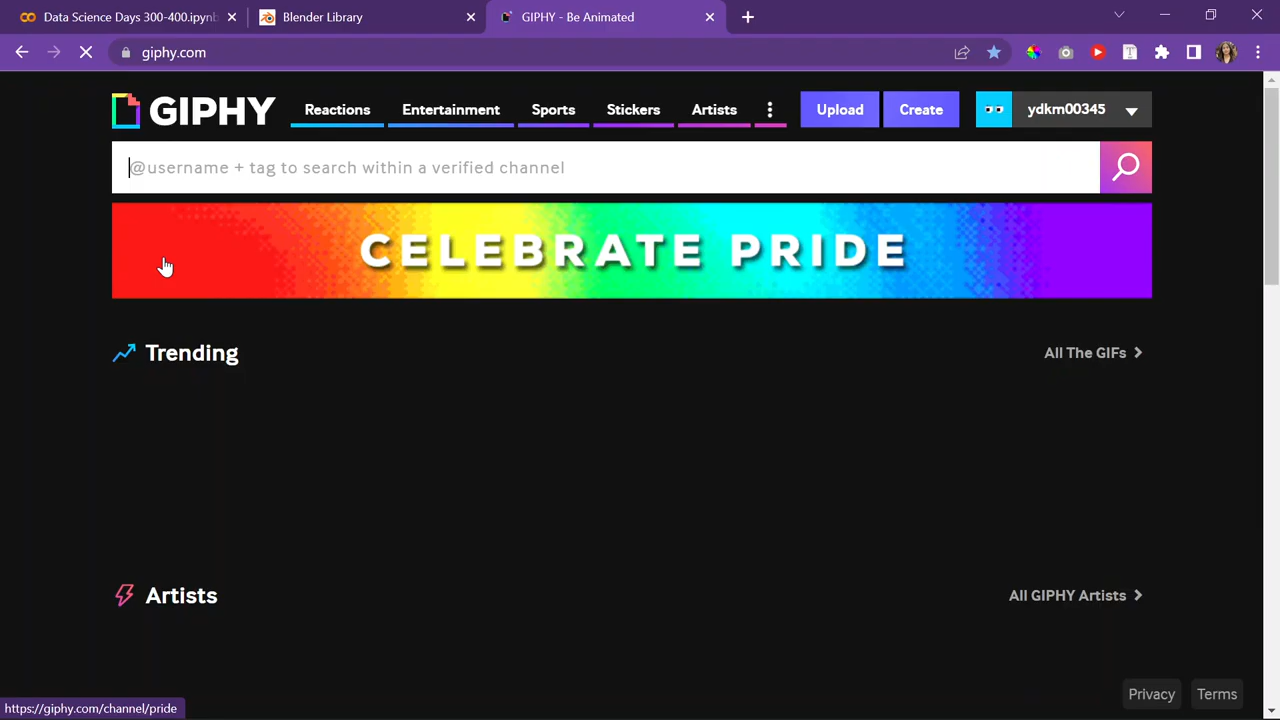 Data Science Days 300-400.ipynb
Blender Library
GIPHY - Be Animated
giphy.com
GIPHY
Reactions
Entertainment
Sports
Stickers
Artists
Upload
Create
ydkm00345
@username + tag to search within a verified channel
CELEBRATE PRIDE
Trending
All The GIFs
Artists
All GIPHY Artists
Privacy
Terms
https://giphy.com/channel/pride